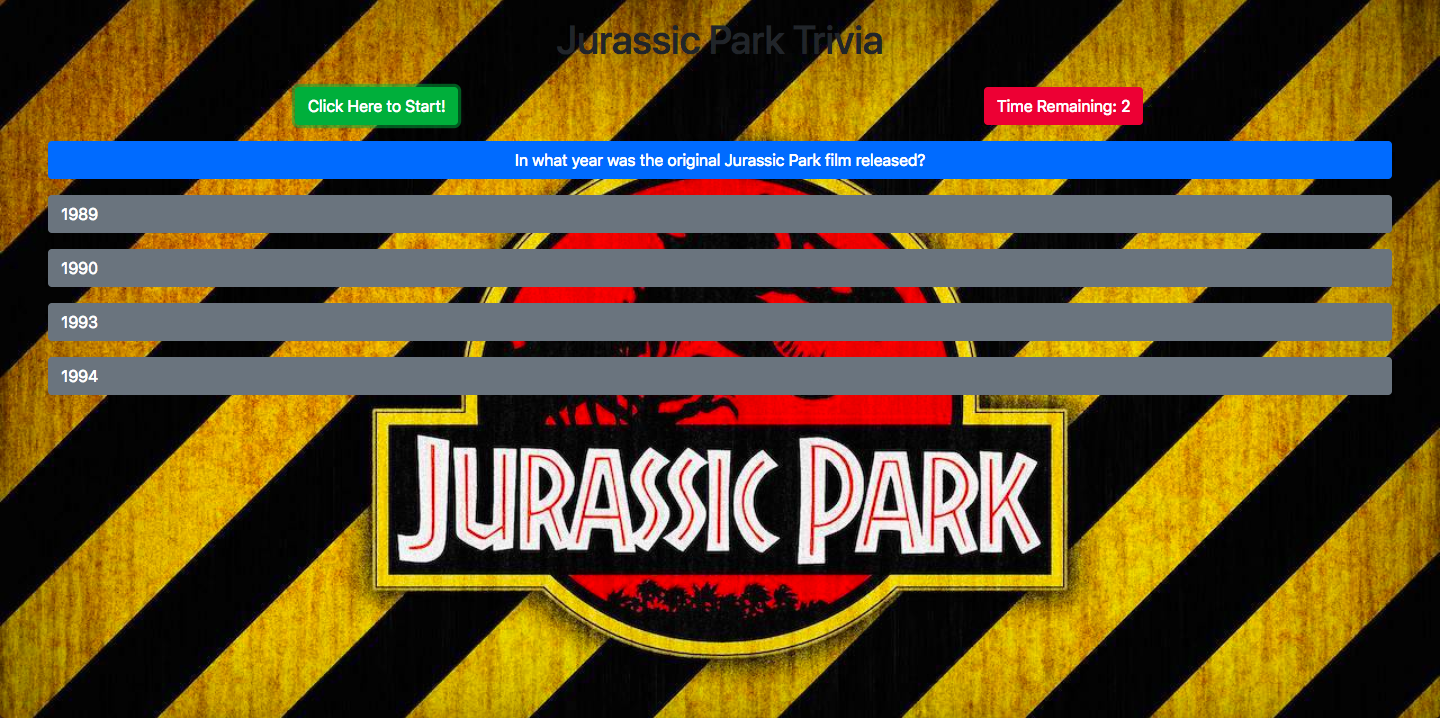 Jurassic Park Trivia
Click Here to Start!
Time Remaining: 2
In what year was the original Jurassic Park film released?
1989
1990
1993
1994
JURASSIC PARK